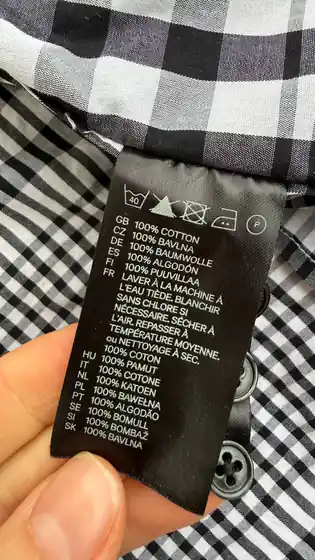 40 P
GB 100% COTTON
CZ 100% BAVLNA
DE 100% BAUMWOLLE
ES 100% ALGODÓN
FI 100% PUUVILLAA
FR LAVER À LA MACHINE À
L'EAU TIÈDE. BLANCHIR
SANS CHLORE SI
NÉCESSAIRE. SÉCHER À
L'AIR. REPASSER À
TEMPÉRATURE MOYENNE.
ou NETTOYAGE À SEC.
100% COTON
HU 100% PAMUT
IT 100% COTONE
NL 100% KATOEN
PL 100% BAWEŁNA
PT 100% ALGODÃO
SE 100% BOMULL
SI 100% BOMBAŽ
SK 100% BAVLNA